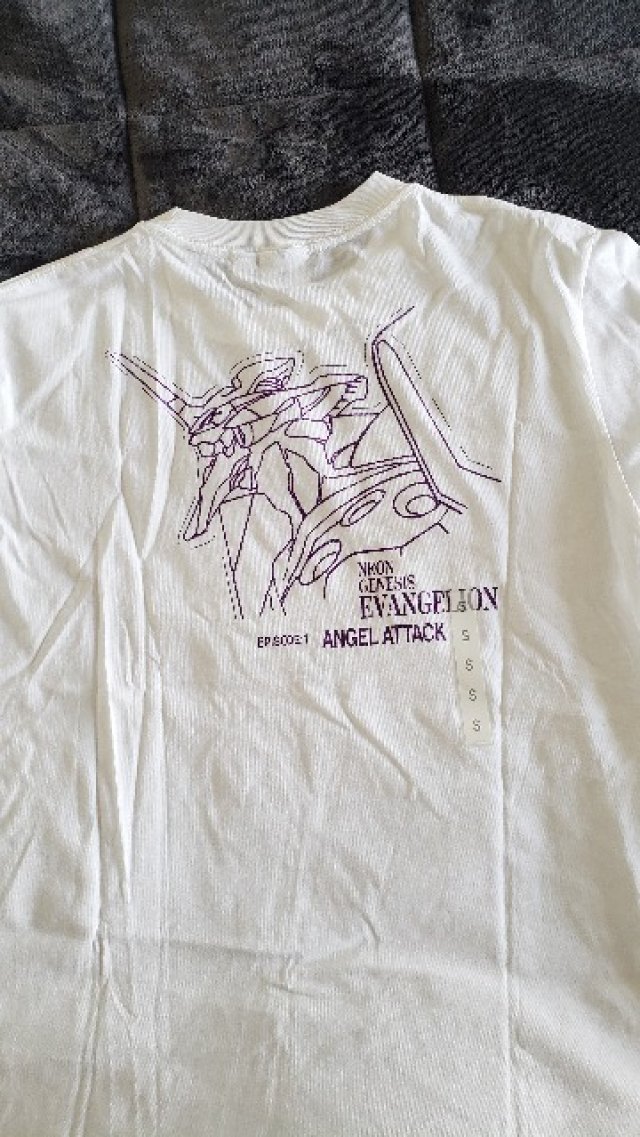 NEON
GENESIS
EVANGELION
EPISODE:1 ANGEL ATTACK
S
S
S
S
S